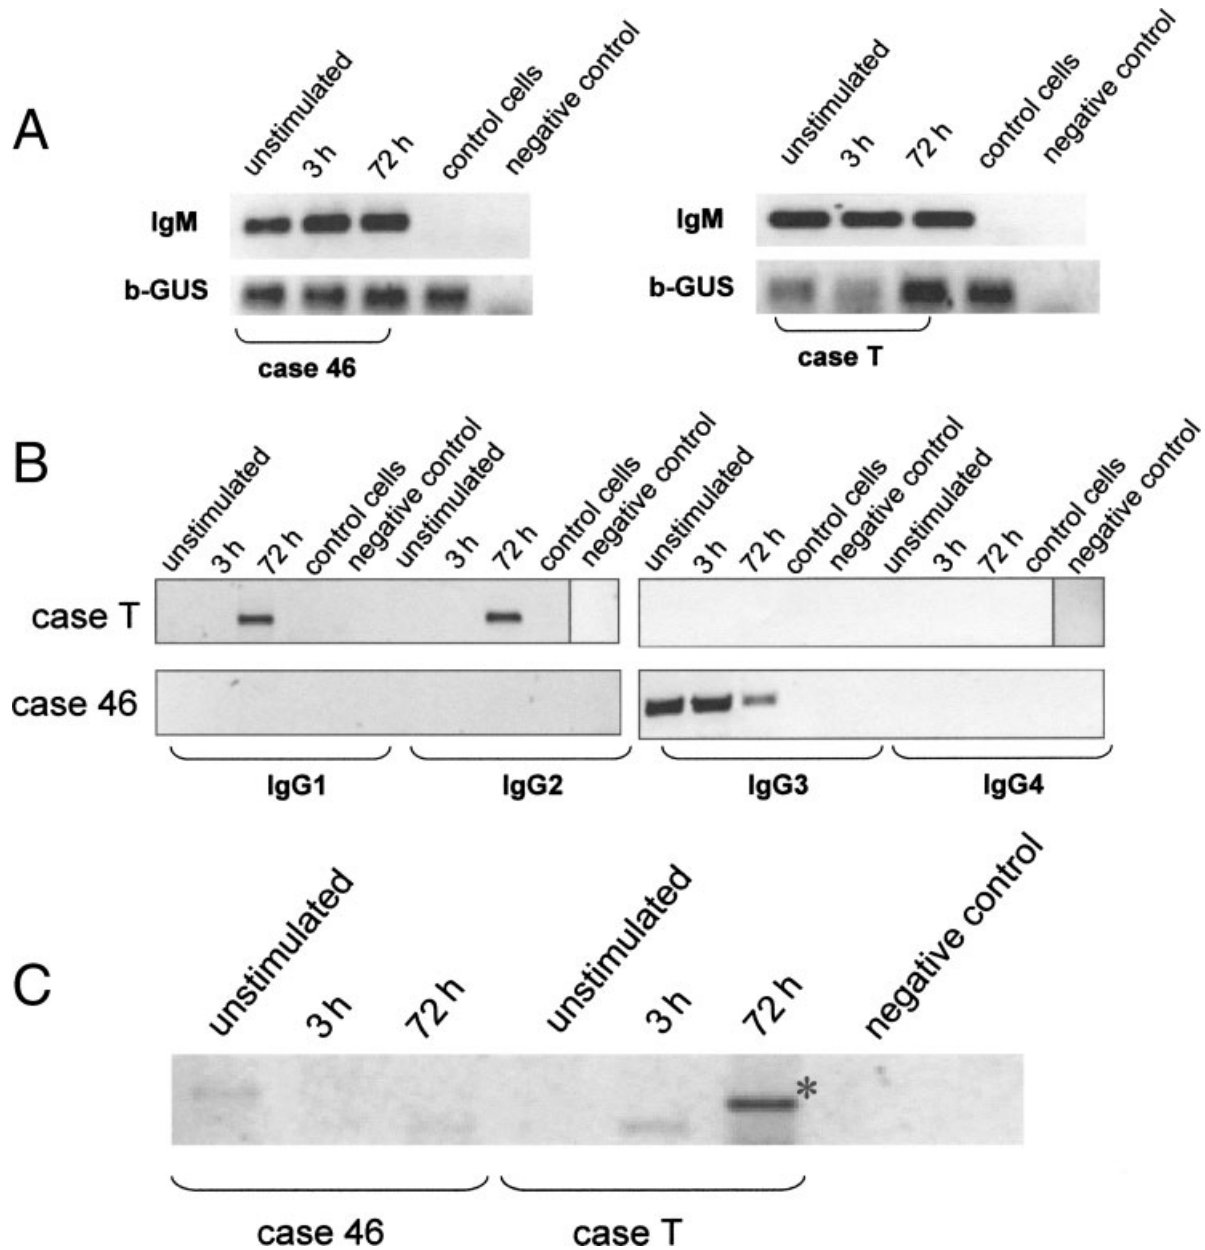 A
unstimulated
3 h
72 h
control cells
negative control
unstimulated
3 h
72 h
control cells
negative control
IgM
IgM
b-GUS
b-GUS
case 46
case T
B
unstimulated
3 h
72 h
control cells
negative control
unstimulated
3 h
72 h
control cells
negative control
unstimulated
3 h
72 h
control cells
negative control
unstimulated
3 h
72 h
control cells
negative control
case T
case 46
IgG1
IgG2
IgG3
IgG4
C
unstimulated
3 h
72 h
unstimulated
3 h
72 h
negative control
*
case 46
case T